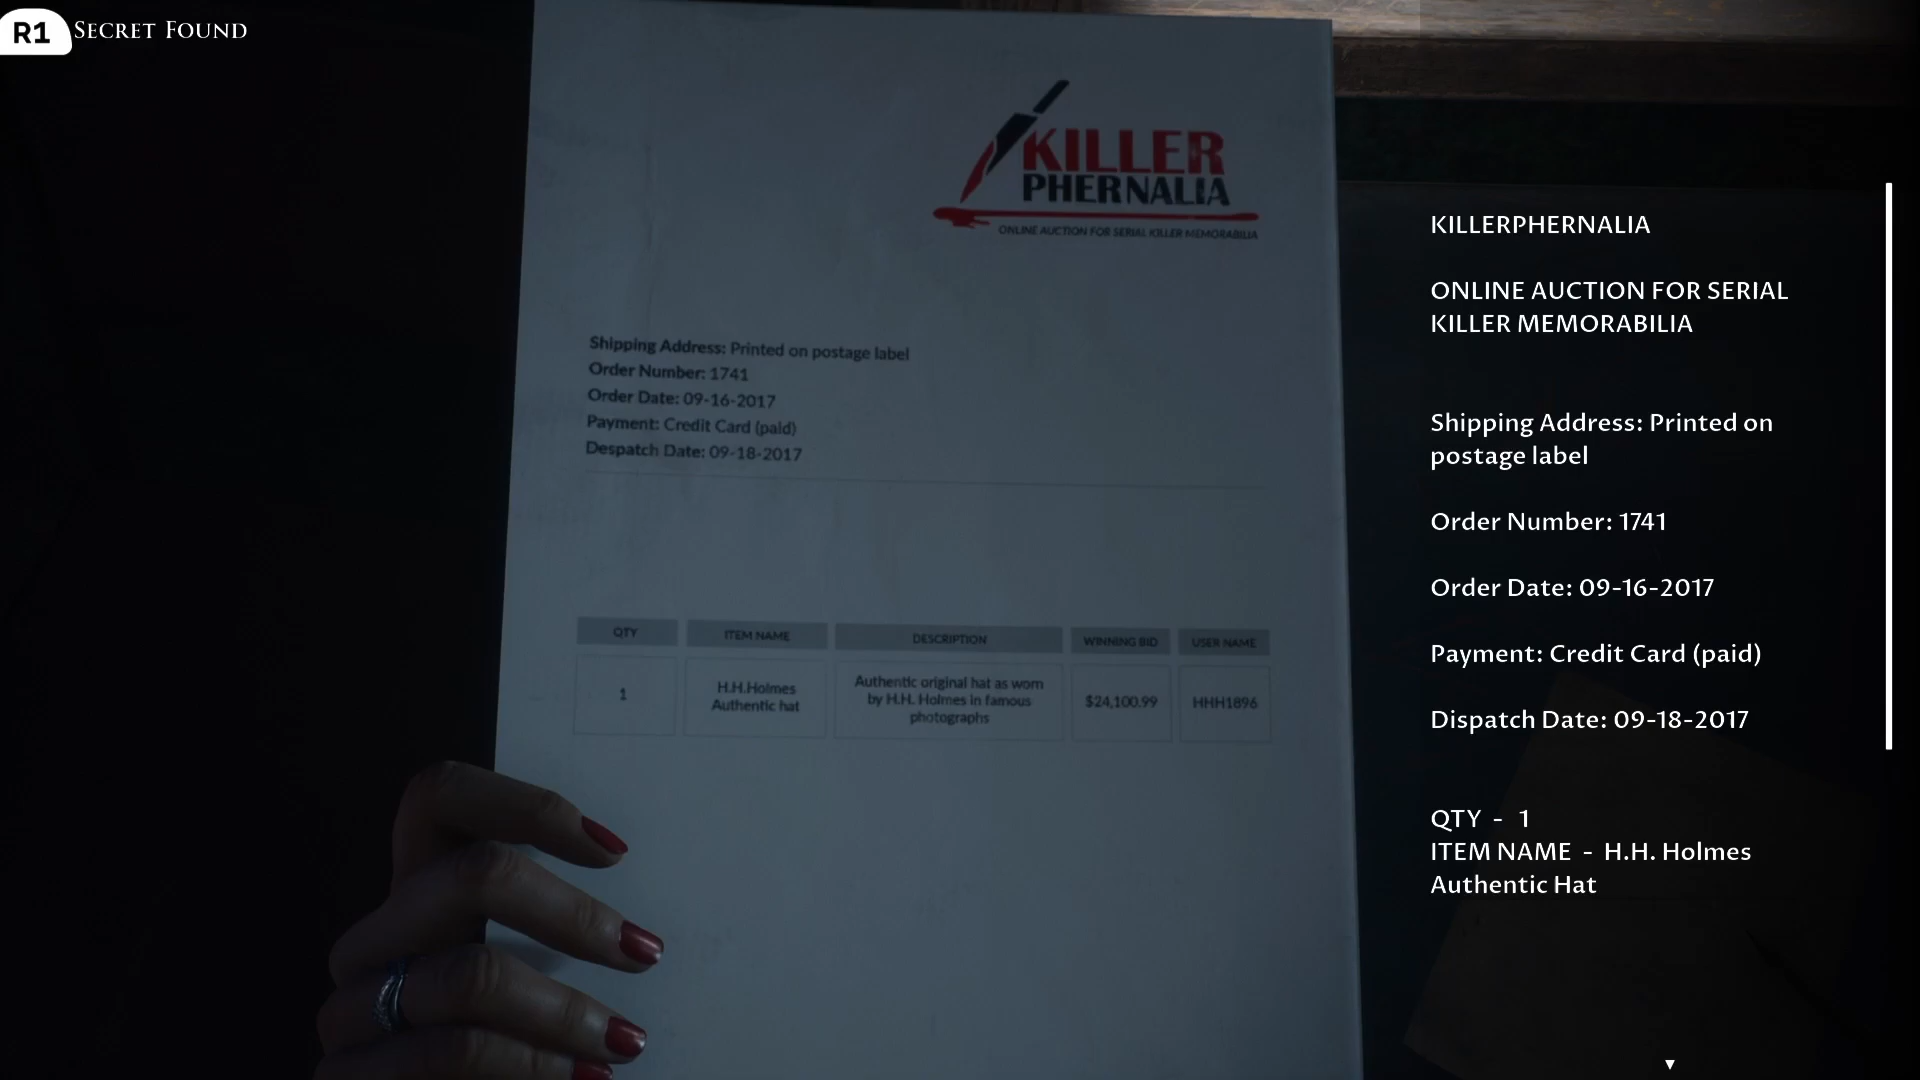 R1 SECRET FOUND
KILLER
PHERNALIA
ONLINE AUCTION FOR SERIAL KILLER MEMORABILIA
Shipping Address: Printed on postage label
Order Number: 1741
Order Date: 09-16-2017
Payment: Credit Card (paid)
Despatch Date: 09-18-2017
QTY ITEM NAME DESCRIPTION WINNING BID USER NAME
1 H.H.Holmes Authentic hat Authentic original hat as worn by H.H. Holmes in famous photographs $24,100.99 HHH1896
KILLERPHERNALIA
ONLINE AUCTION FOR SERIAL
KILLER MEMORABILIA
Shipping Address: Printed on
postage label
Order Number: 1741
Order Date: 09-16-2017
Payment: Credit Card (paid)
Dispatch Date: 09-18-2017
QTY - 1
ITEM NAME - H.H. Holmes
Authentic Hat